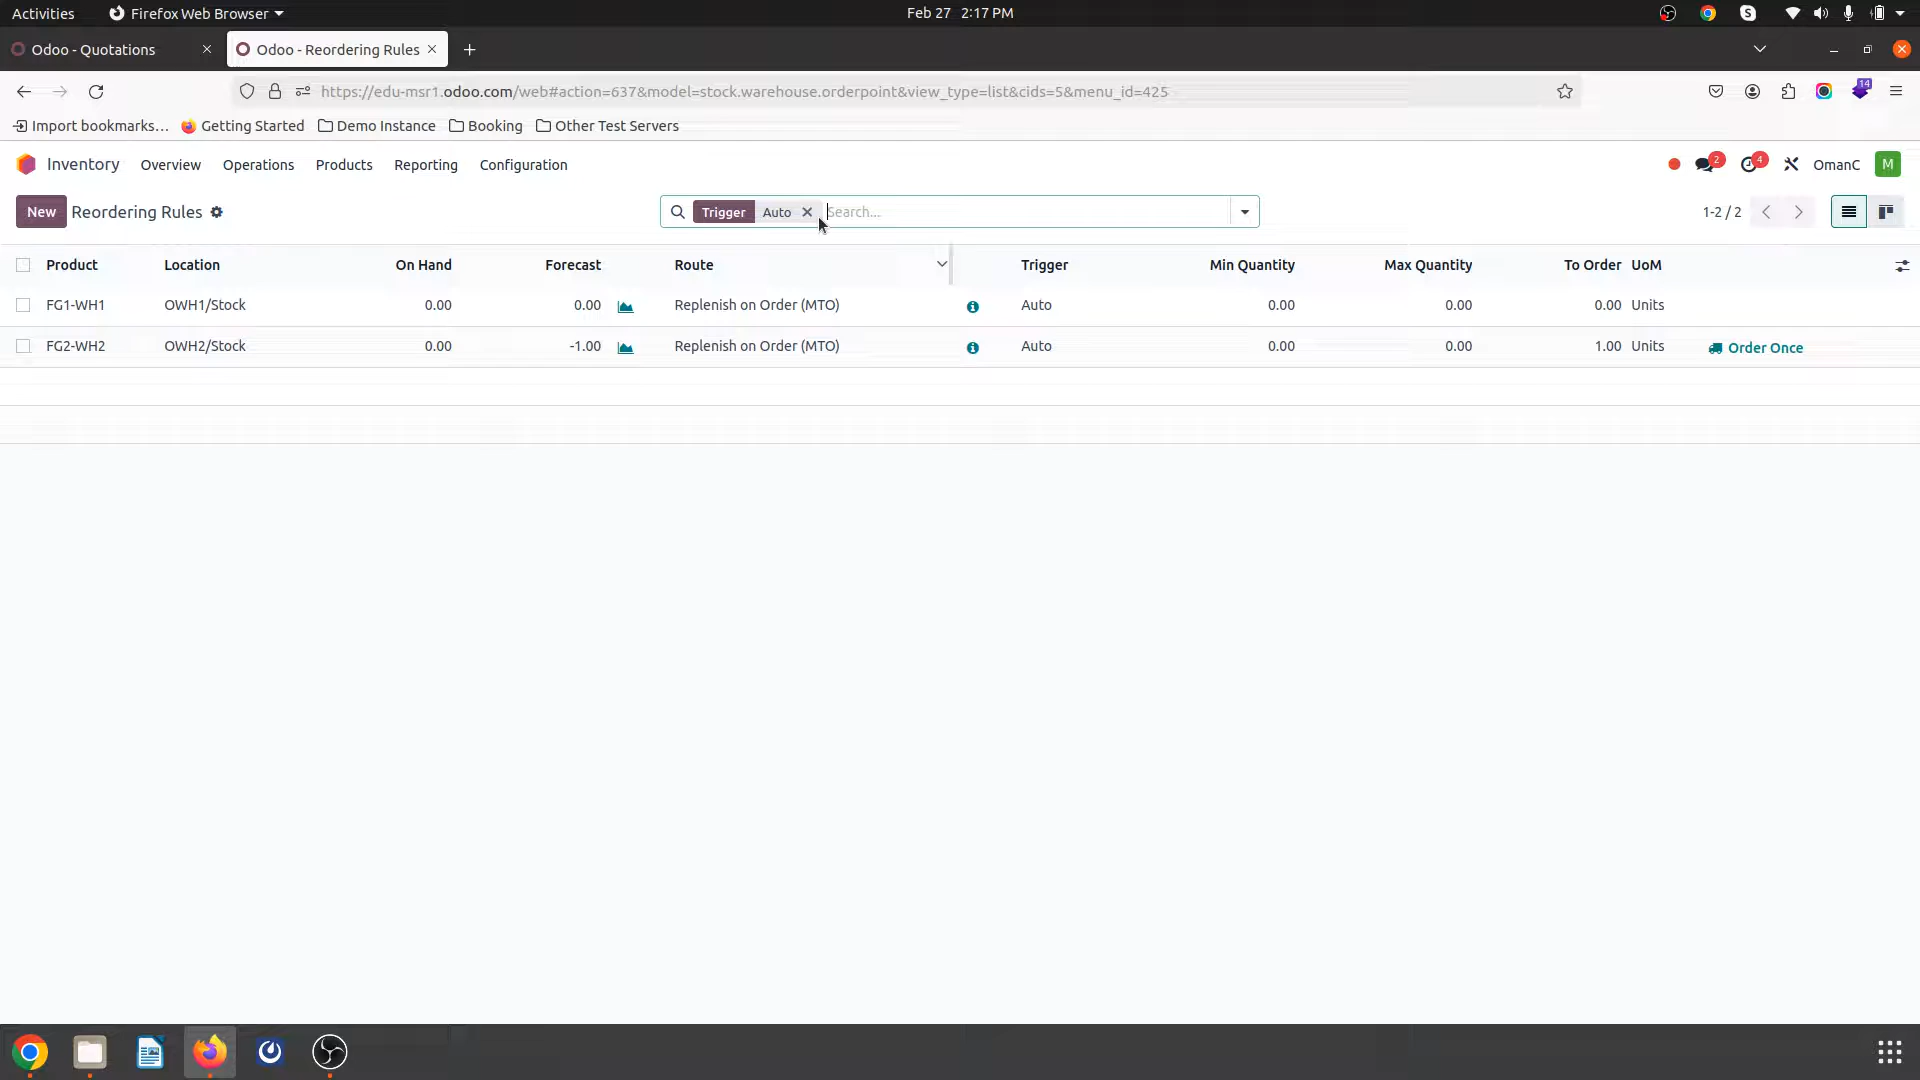 Activities
Firefox Web Browser
Feb 27 2:17 PM
Odoo - Quotations
Odoo - Reordering Rules
https://edu-msr1.odoo.com/web#action=637&model=stock.warehouse.orderpoint&view_type=list&cids=5&menu_id=425
14
Import bookmarks...
Getting Started
Demo Instance
Booking
Other Test Servers
Inventory
Overview
Operations
Products
Reporting
Configuration
2
4
OmanC
M
New
Reordering Rules
Trigger Auto
Search...
1-2 / 2
Product Location On Hand Forecast Route Trigger Min Quantity Max Quantity To Order UoM
FG1-WH1 OWH1/Stock 0.00 0.00 Replenish on Order (MTO) Auto 0.00 0.00 0.00 Units
FG2-WH2 OWH2/Stock 0.00 -1.00 Replenish on Order (MTO) Auto 0.00 0.00 1.00 Units Order Once